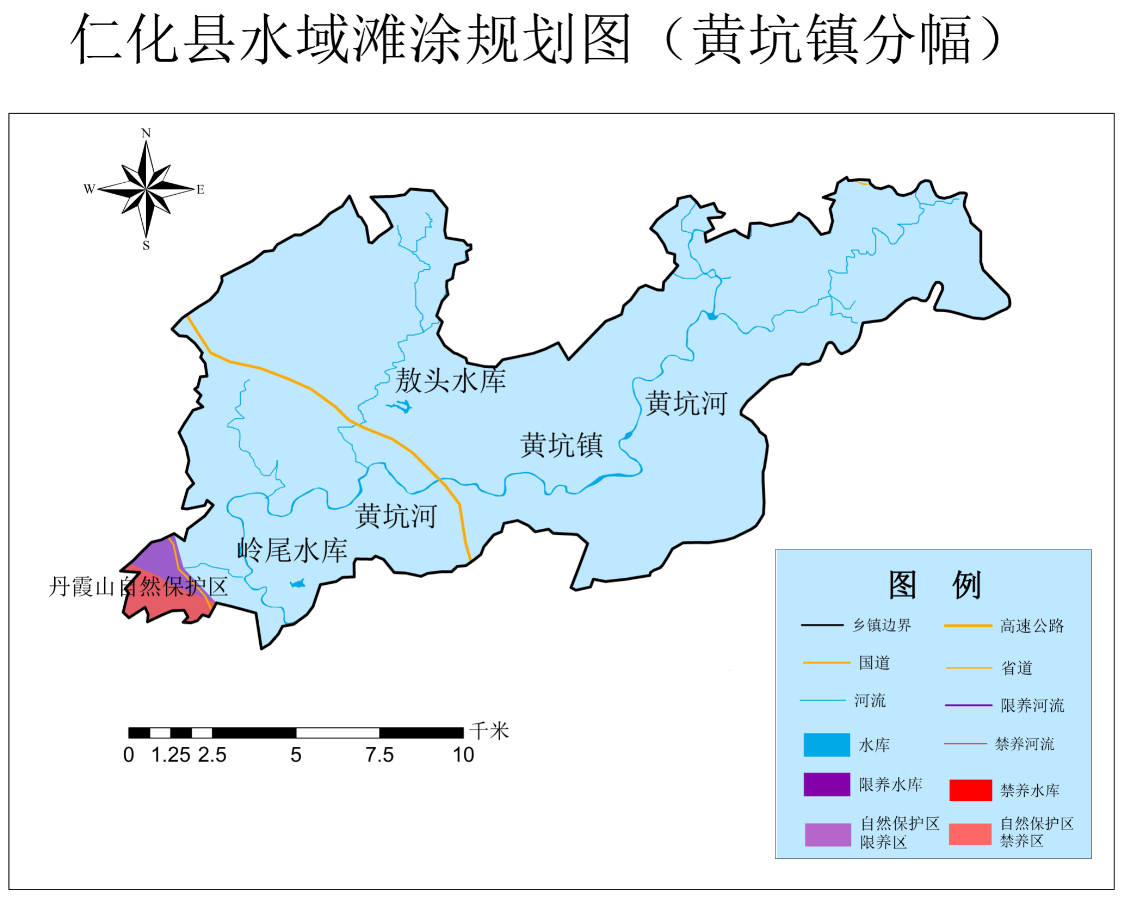 仁化县水域滩涂规划图（黄坑镇分幅）
N
W
E
S
敖头水库
黄坑河
黄坑镇
黄坑河
岭尾水库
丹霞山自然保护区
千米
0 1.25 2.5 5 7.5 10
图 例
乡镇边界
高速公路
国道
省道
河流
限养河流
水库
禁养河流
限养水库
禁养水库
自然保护区
限养区
自然保护区
禁养区